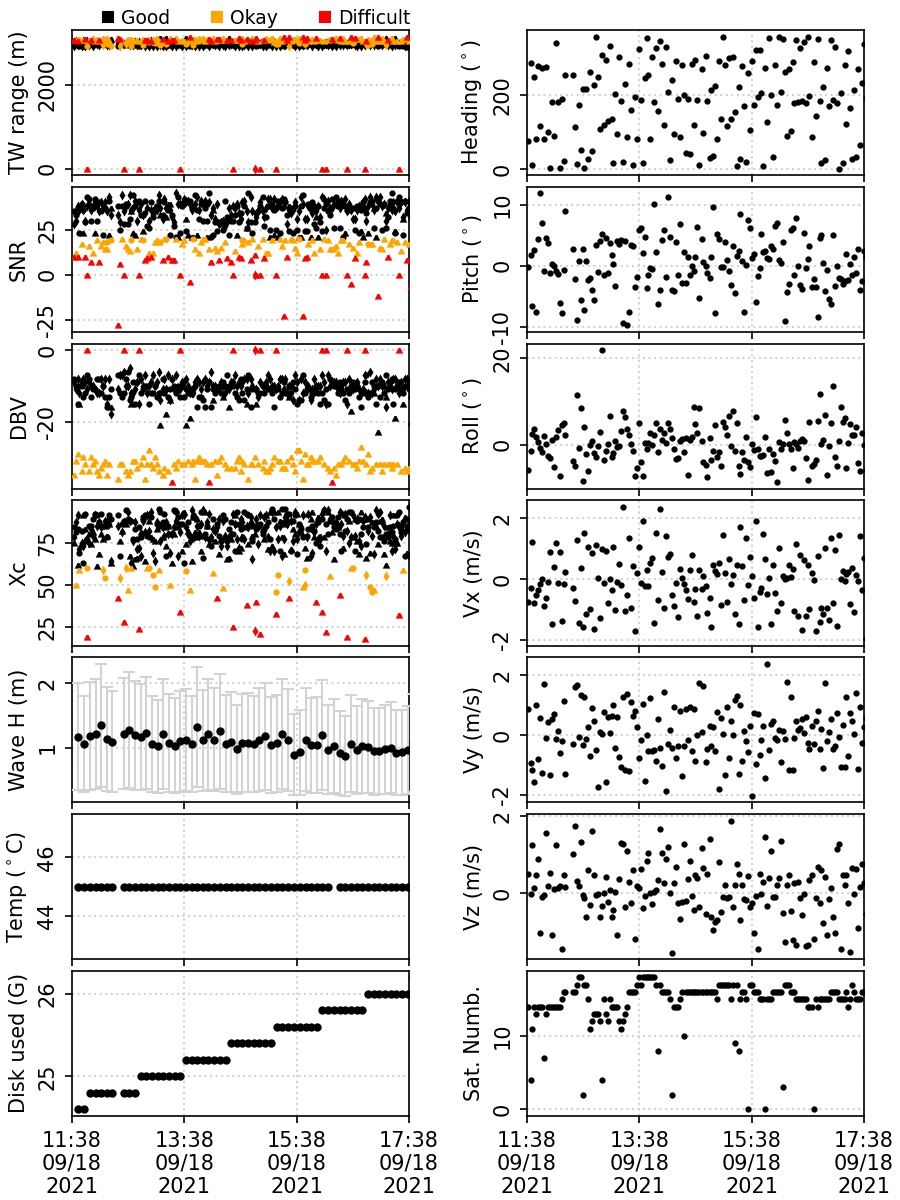 Good Okay Difficult
TW range (m)
2000
0
Heading (°)
200
0
SNR
25
0
-25
Pitch (°)
10
0
-10
DBV
0
-20
Roll (°)
20
0
Xc
75
50
25
Vx (m/s)
2
0
-2
Wave H (m)
2
1
Vy (m/s)
2
0
-2
Temp (°C)
46
44
Vz (m/s)
2
0
Disk used (G)
26
25
Sat. Numb.
10
0
11:38 13:38 15:38 17:38 11:38 13:38 15:38 17:38
09/18 09/18 09/18 09/18 09/18 09/18 09/18 09/18
2021 2021 2021 2021 2021 2021 2021 2021